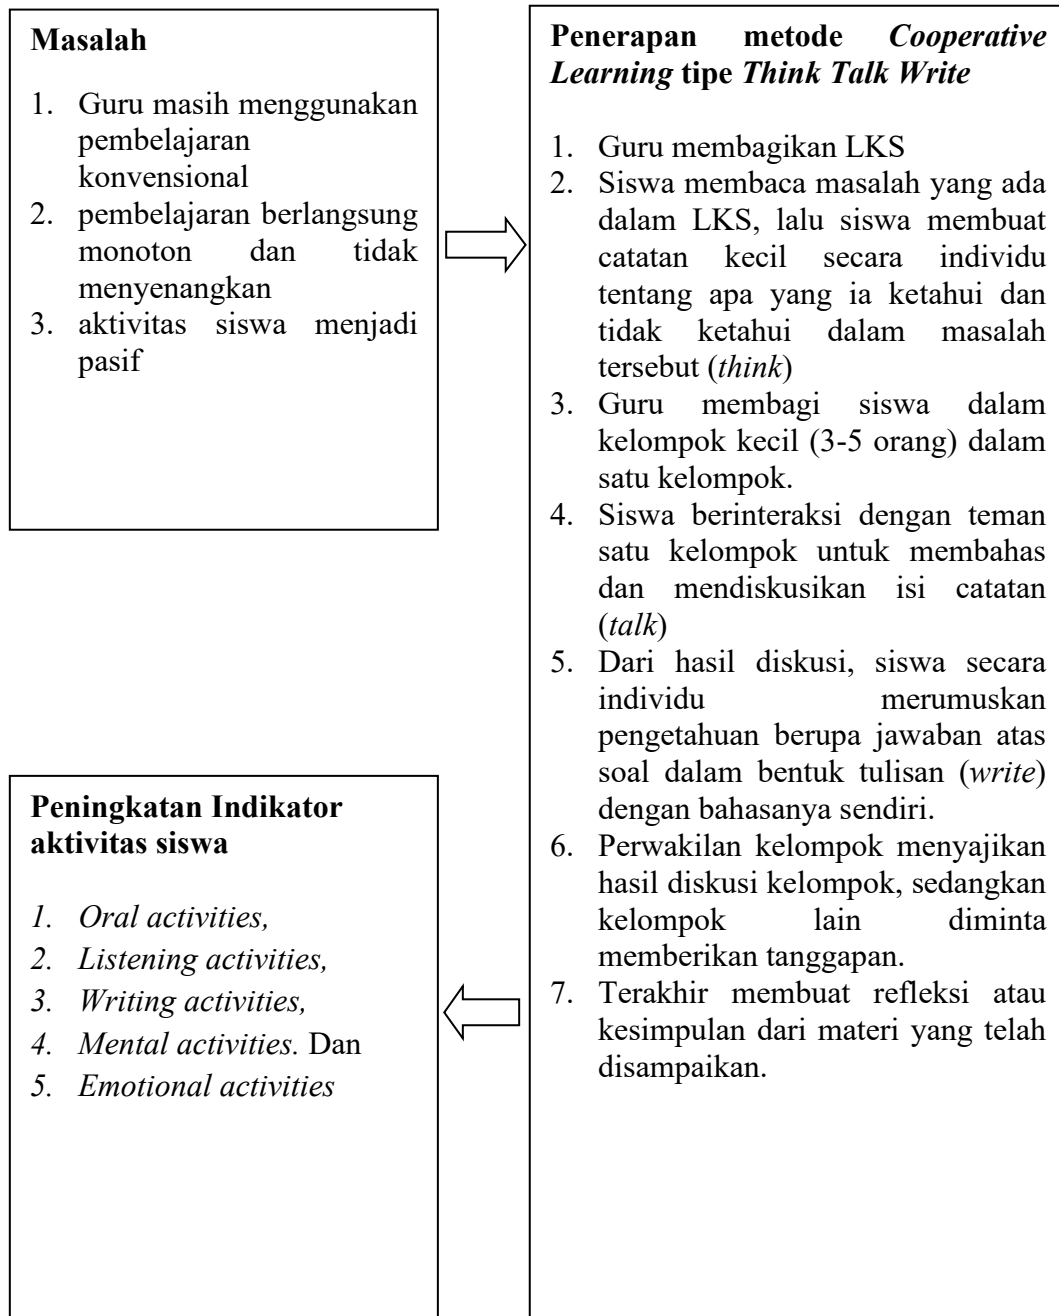 Masalah
1. Guru masih menggunakan
pembelajaran
konvensional
2. pembelajaran berlangsung
monoton dan tidak
menyenangkan
3. aktivitas siswa menjadi
pasif
Penerapan metode Cooperative
Learning tipe Think Talk Write
1. Guru membagikan LKS
2. Siswa membaca masalah yang ada
dalam LKS, lalu siswa membuat
catatan kecil secara individu
tentang apa yang ia ketahui dan
tidak ketahui dalam masalah
tersebut (think)
3. Guru membagi siswa dalam
kelompok kecil (3-5 orang) dalam
satu kelompok.
4. Siswa berinteraksi dengan teman
satu kelompok untuk membahas
dan mendiskusikan isi catatan
(talk)
5. Dari hasil diskusi, siswa secara
individu merumuskan
pengetahuan berupa jawaban atas
soal dalam bentuk tulisan (write)
dengan bahasanya sendiri.
6. Perwakilan kelompok menyajikan
hasil diskusi kelompok, sedangkan
kelompok lain diminta
memberikan tanggapan.
7. Terakhir membuat refleksi atau
kesimpulan dari materi yang telah
disampaikan.
Peningkatan Indikator
aktivitas siswa
1. Oral activities,
2. Listening activities,
3. Writing activities,
4. Mental activities. Dan
5. Emotional activities